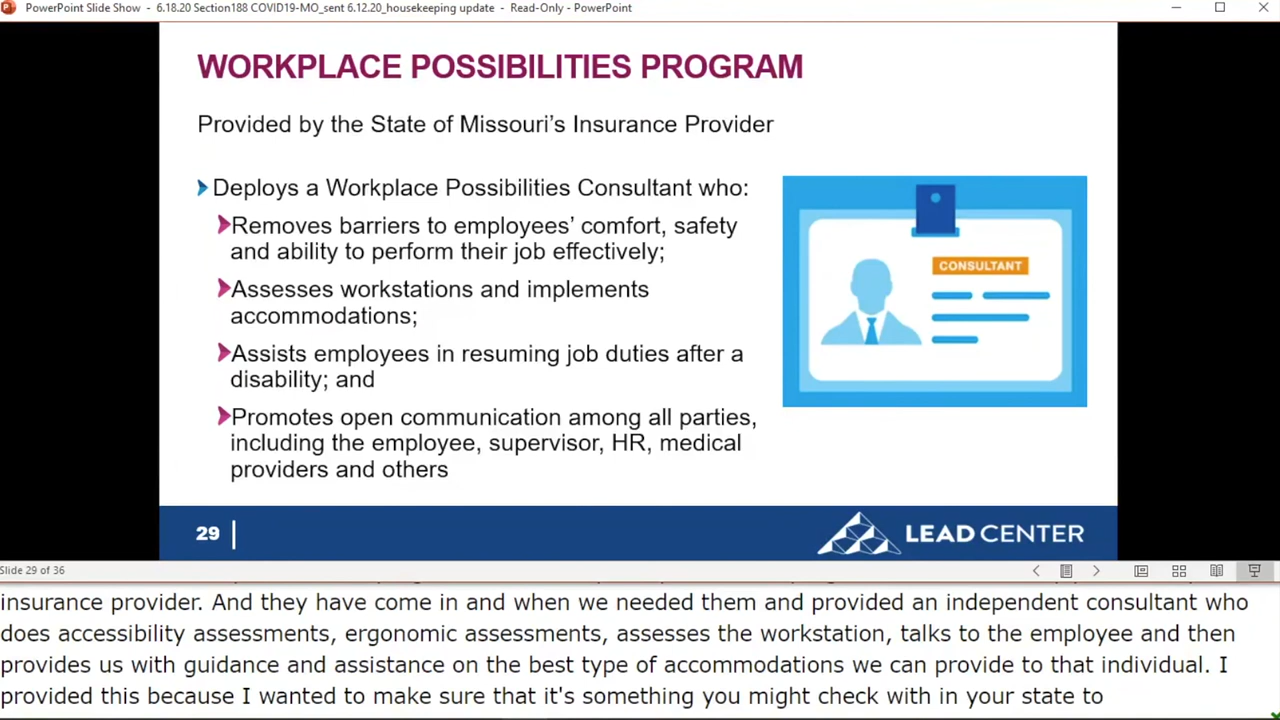 PowerPoint Slide Show - 6.18.20 Section188 COVID19-MO_sent 6.12.20_housekeeping update - Read-Only - PowerPoint
WORKPLACE POSSIBILITIES PROGRAM
Provided by the State of Missouri’s Insurance Provider
Deploys a Workplace Possibilities Consultant who:
Removes barriers to employees’ comfort, safety
and ability to perform their job effectively;
Assesses workstations and implements
accommodations;
Assists employees in resuming job duties after a
disability; and
Promotes open communication among all parties,
including the employee, supervisor, HR, medical
providers and others
CONSULTANT
29
LEAD CENTER
Slide 29 of 36
insurance provider. And they have come in and when we needed them and provided an independent consultant who
does accessibility assessments, ergonomic assessments, assesses the workstation, talks to the employee and then
provides us with guidance and assistance on the best type of accommodations we can provide to that individual. I
provided this because I wanted to make sure that it's something you might check with in your state to